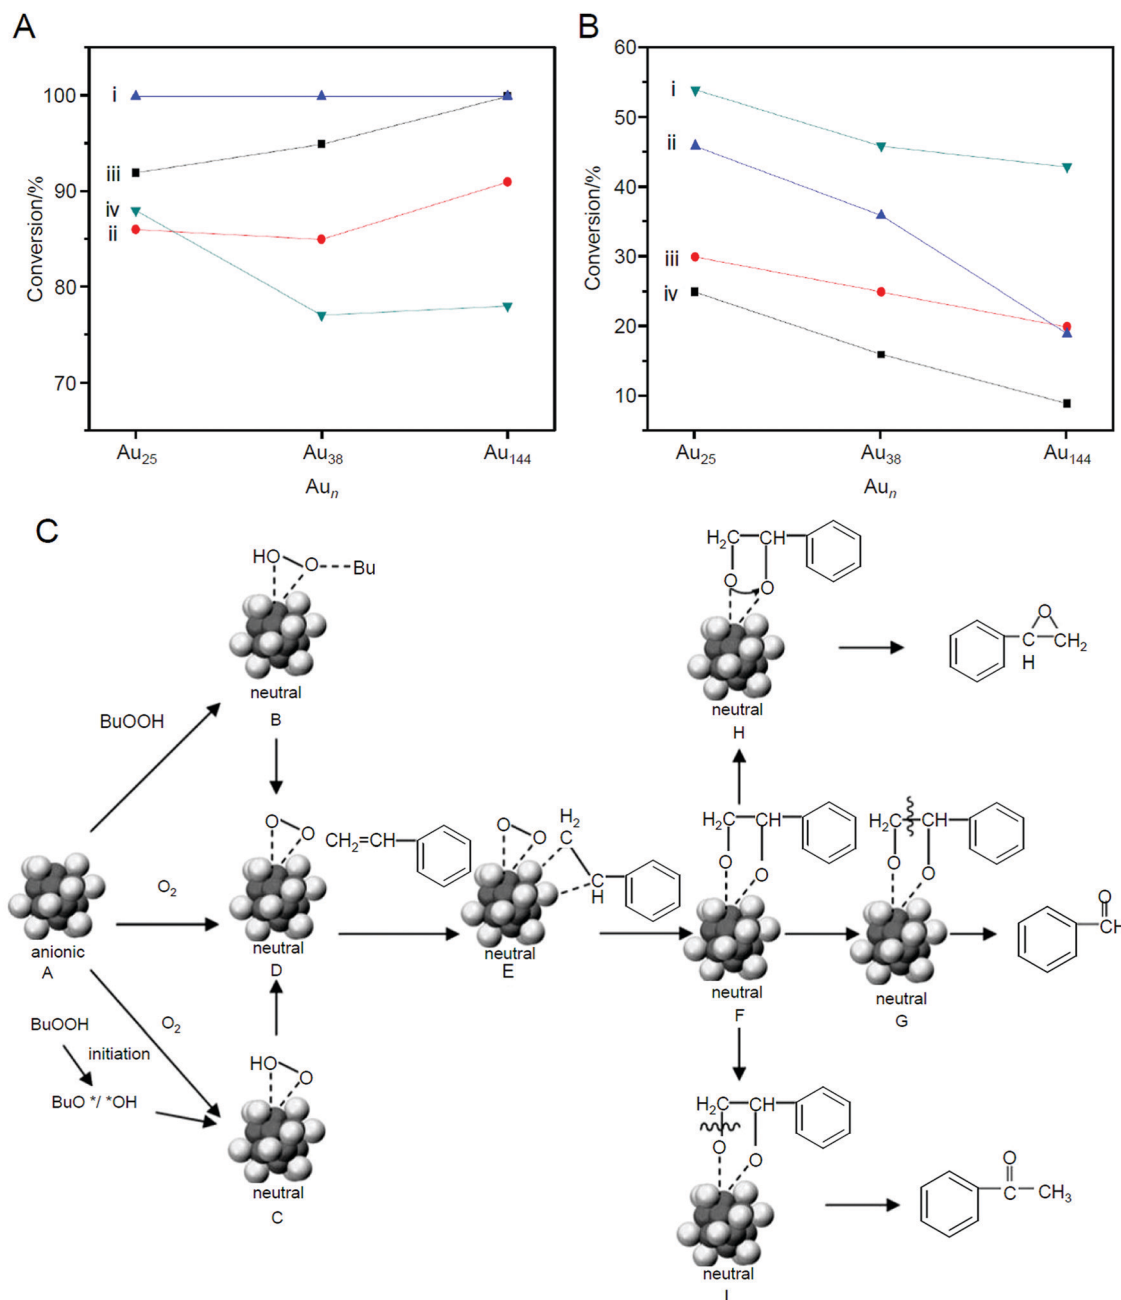 A
Conversion/%
100
90
80
70
i
iii
iv
ii
Au25
Au38
Au144
Aun
B
Conversion/%
60
50
40
30
20
10
i
ii
iii
iv
Au25
Au38
Au144
Aun
C
HO
O
Bu
neutral
B
BuOOH
H2C
CH
O
O
neutral
H
O
C
H
CH2
anionic
A
O2
O
O
neutral
D
CH2=CH
O
O
H2
C
C
H
neutral
E
H2C
CH
O
O
neutral
F
H2C
CH
O
O
neutral
G
O
CH
BuOOH
O2
initiation
BuO */ *OH
HO
O
neutral
C
H2C
CH
O
O
neutral
I
O
C
CH3